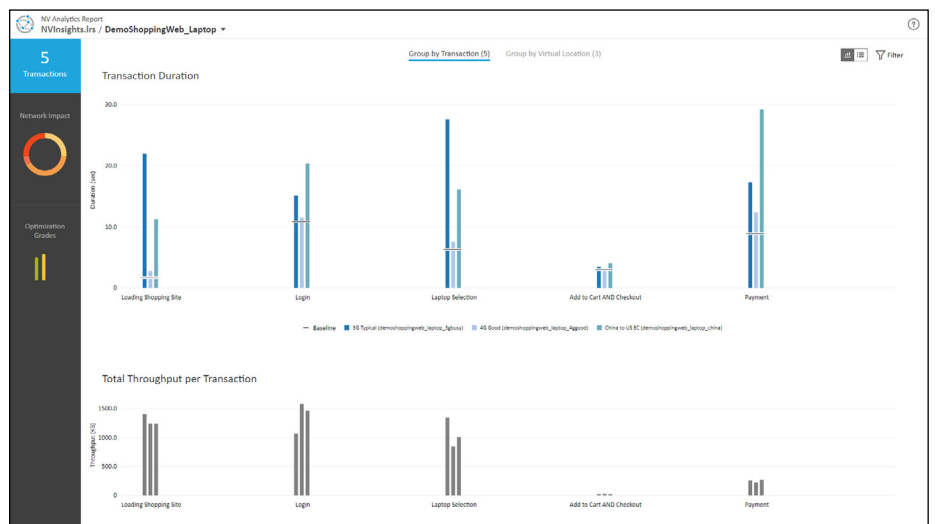 NV Analytics Report
NVInsights.lrs / DemoShoppingWeb_Laptop
5
Transactions
Network Impact
Optimization
Grades
Group by Transaction (5)
Group by Virtual Location (3)
Filter
Transaction Duration
Duration (sec)
30.0
20.0
10.0
0
Loading Shopping Site
Login
Laptop Selection
Add to Cart AND Checkout
Payment
Baseline
3G Typical (demoshoppingweb_laptop_3gbusy)
4G Good (demoshoppingweb_laptop_4ggood)
China to US EC (demoshoppingweb_laptop_china)
Total Throughput per Transaction
Throughput (KB)
1500.0
1000.0
500.0
0
Loading Shopping Site
Login
Laptop Selection
Add to Cart AND Checkout
Payment